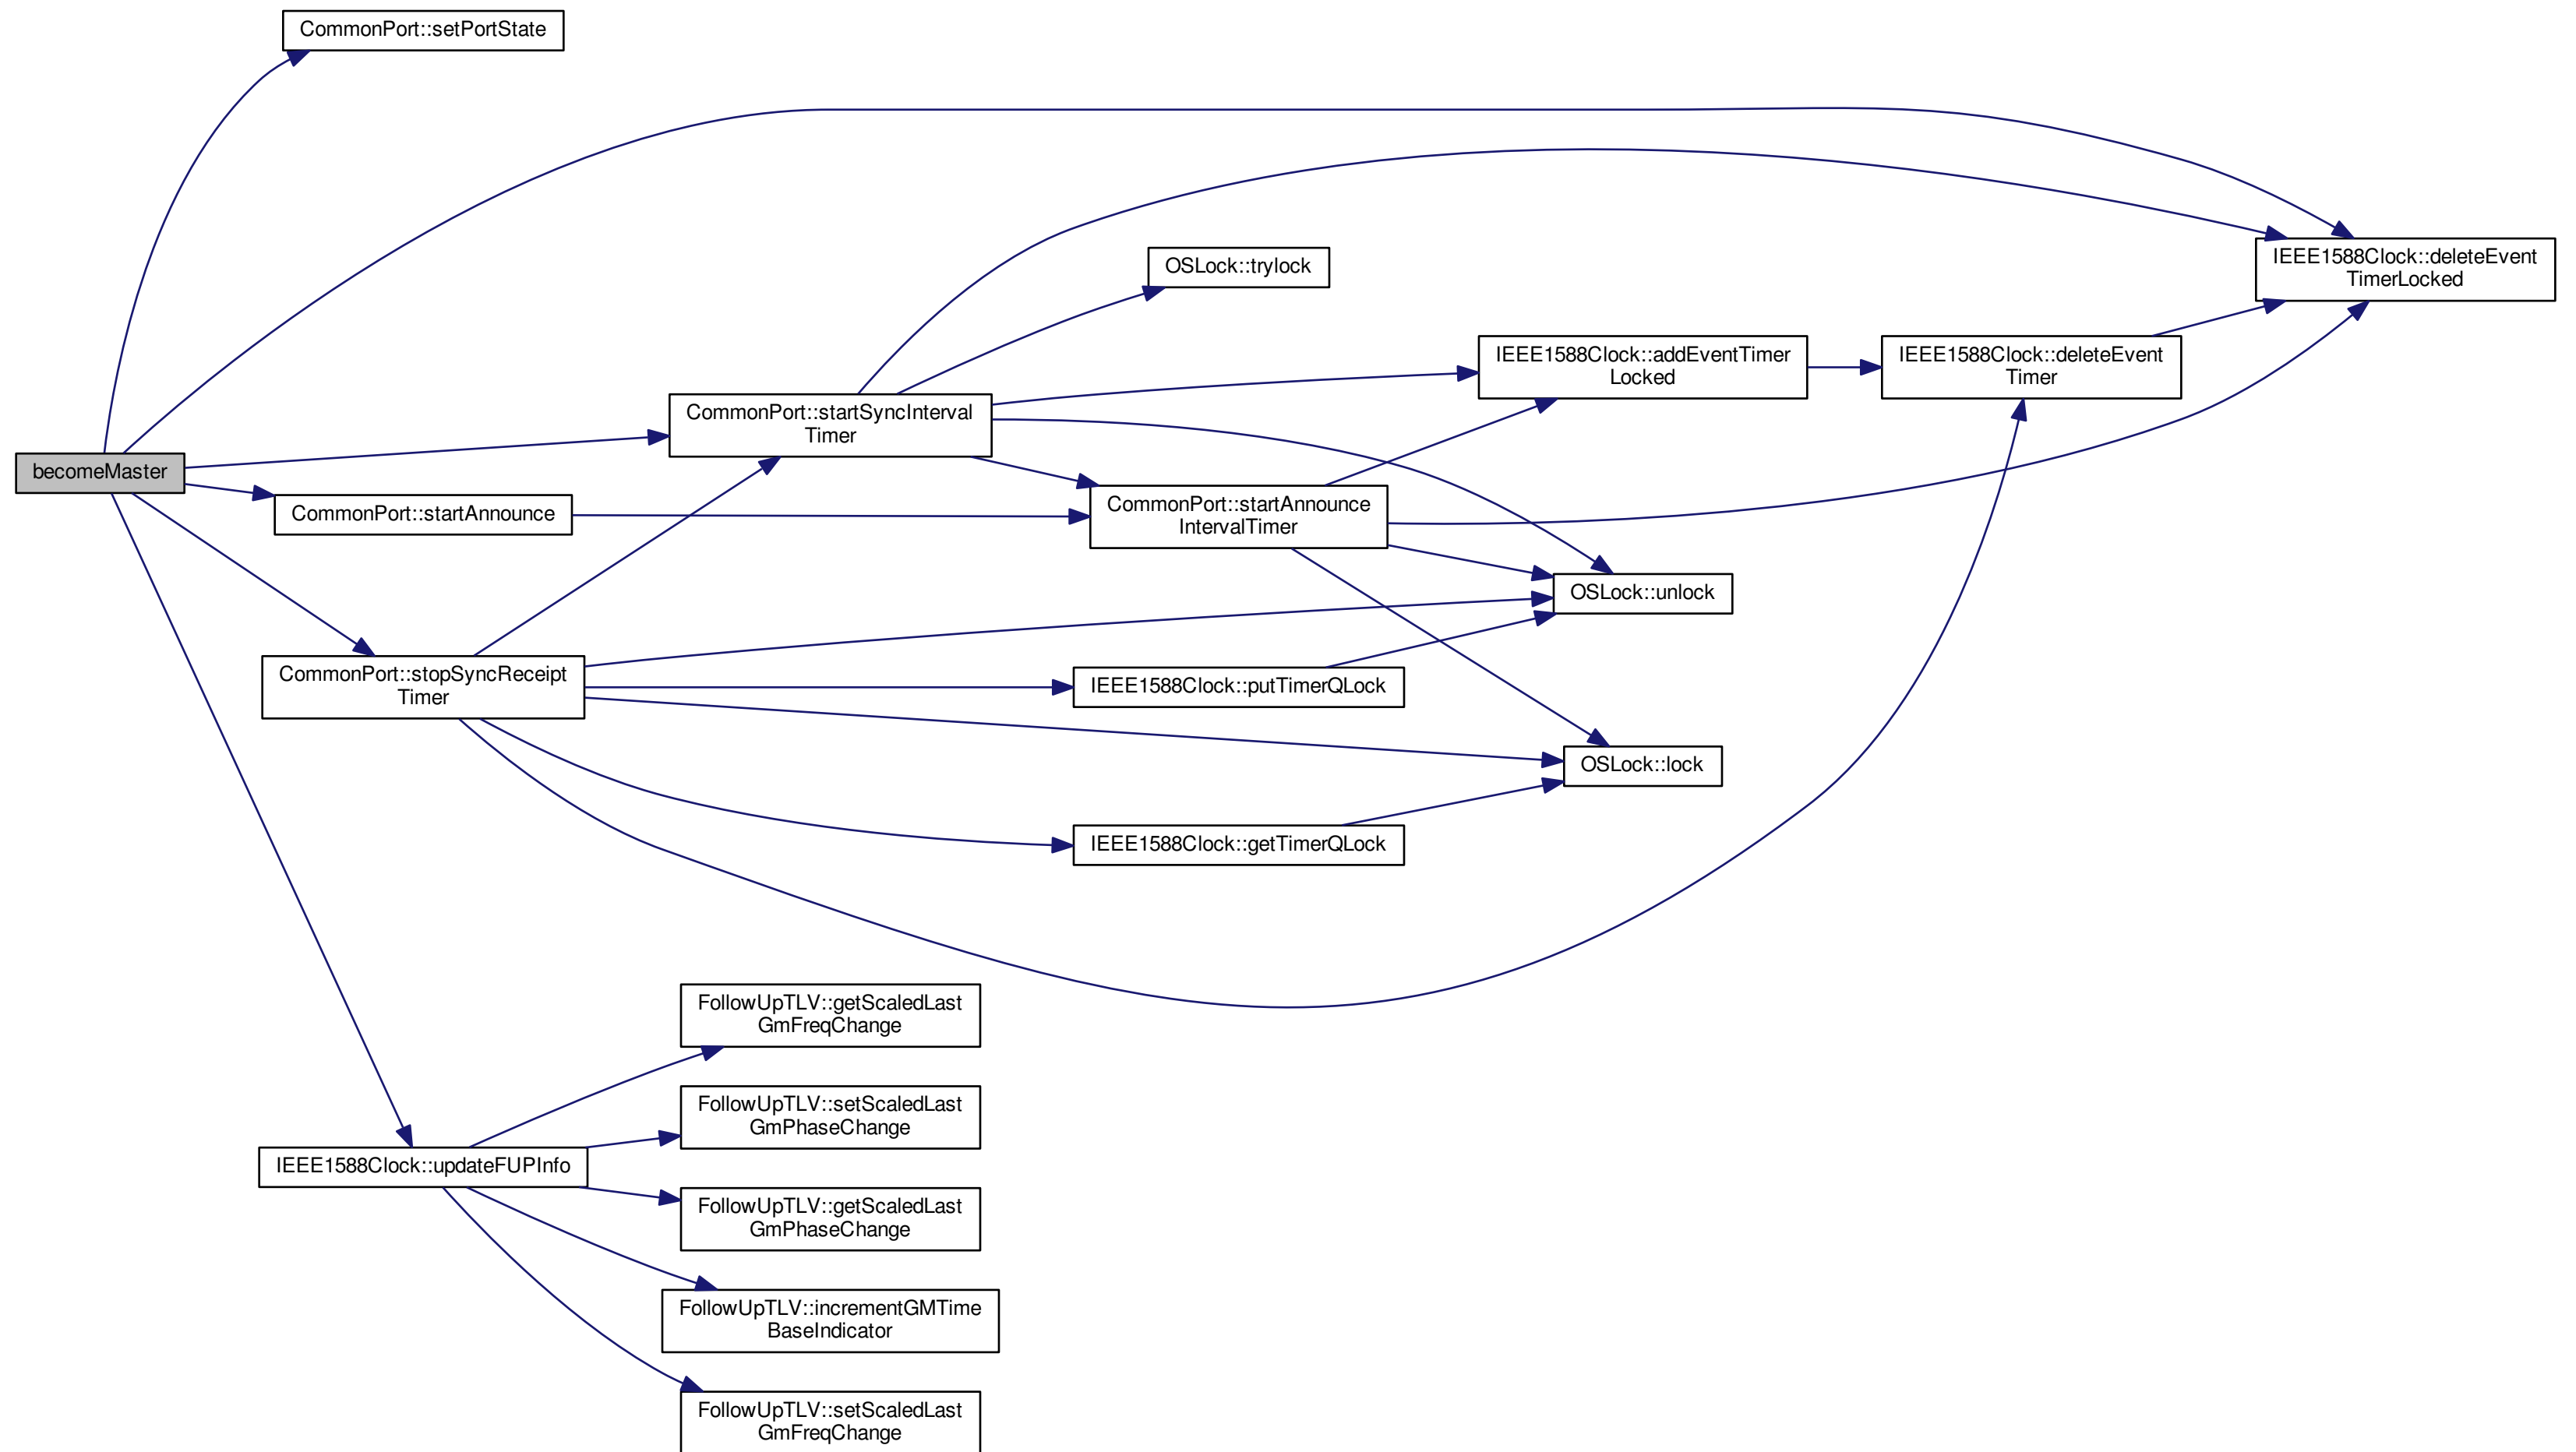 CommonPort::setPortState
OSLock::trylock
IEEE1588Clock::deleteEvent
TimerLocked
IEEE1588Clock::addEventTimer
Locked
IEEE1588Clock::deleteEvent
Timer
CommonPort::startSyncInterval
Timer
becomeMaster
CommonPort::startAnnounce
CommonPort::startAnnounce
IntervalTimer
OSLock::unlock
CommonPort::stopSyncReceipt
Timer
IEEE1588Clock::putTimerQLock
OSLock::lock
IEEE1588Clock::getTimerQLock
FollowUpTLV::getScaledLast
GmFreqChange
FollowUpTLV::setScaledLast
GmPhaseChange
IEEE1588Clock::updateFUPInfo
FollowUpTLV::getScaledLast
GmPhaseChange
FollowUpTLV::incrementGMTime
BaseIndicator
FollowUpTLV::setScaledLast
GmFreqChange